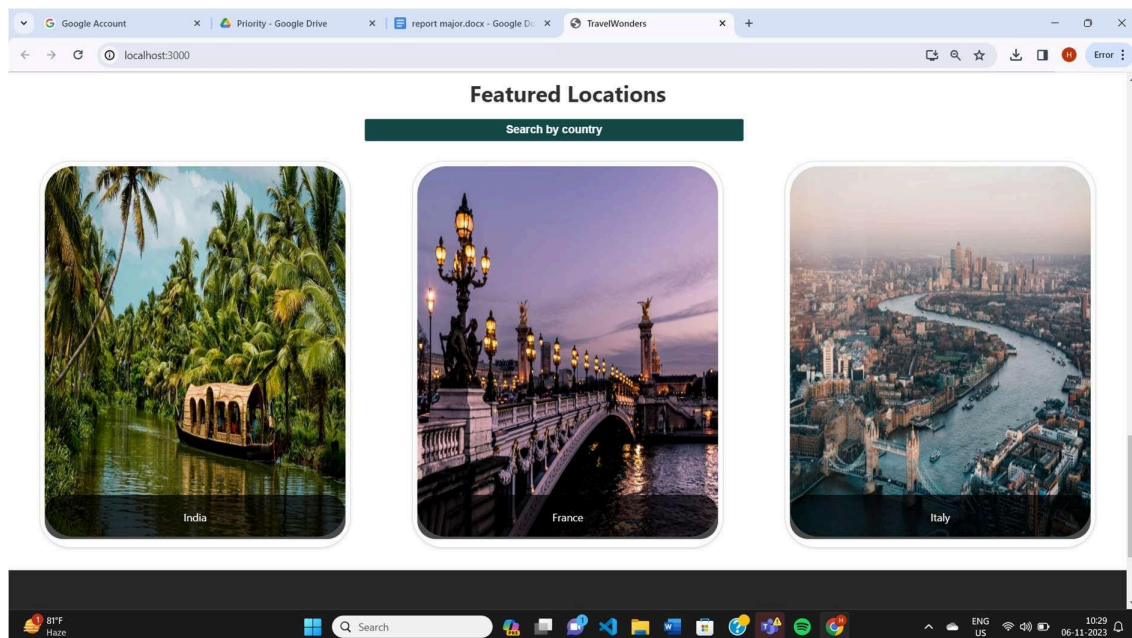 Google Account
Priority - Google Drive
report major.docx - Google Do
TravelWonders
localhost:3000
H
Error
Featured Locations
Search by country
India
France
Italy
1
81°F
Haze
Search
ENG
US
10:29
06-11-2023